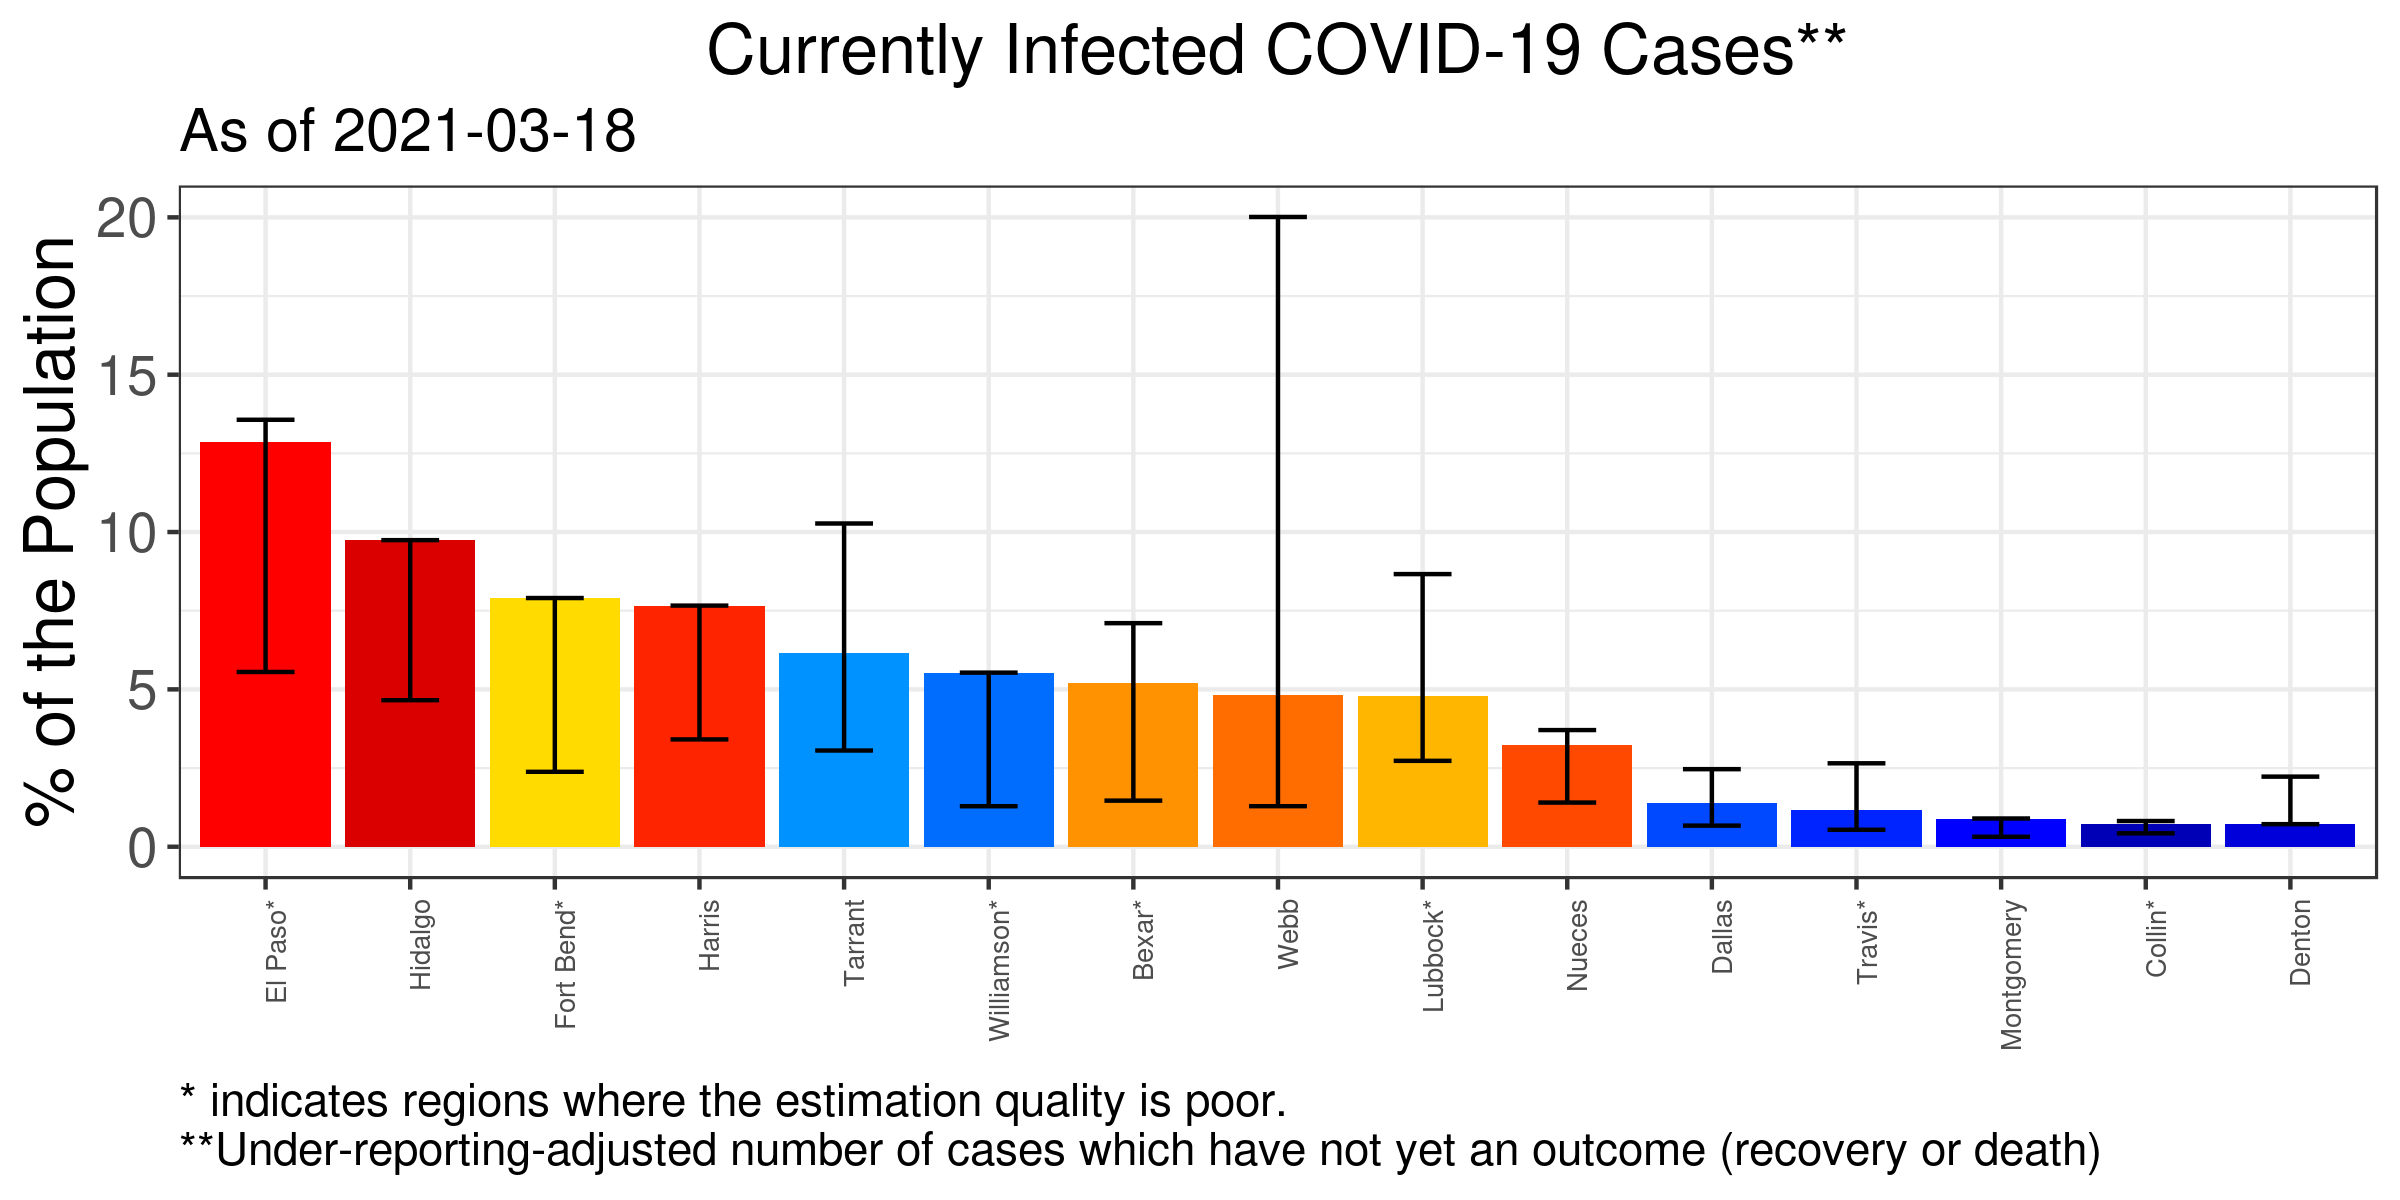 Currently Infected COVID-19 Cases**
As of 2021-03-18
% of the Population
20
15
10
5
0
El Paso*
Hidalgo
Fort Bend*
Harris
Tarrant
Williamson*
Bexar*
Webb
Lubbock*
Nueces
Dallas
Travis*
Montgomery
Collin*
Denton
* indicates regions where the estimation quality is poor.
**Under-reporting-adjusted number of cases which have not yet an outcome (recovery or death)